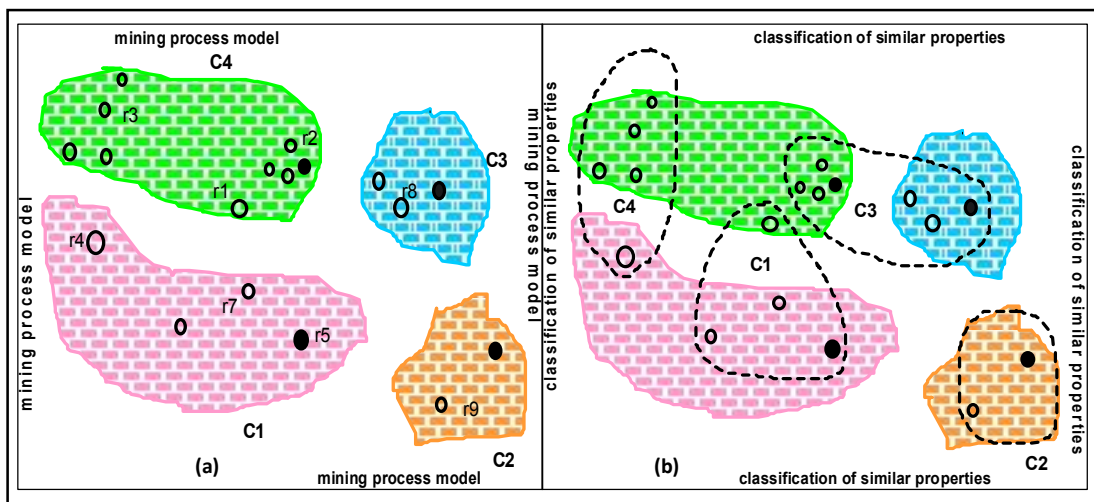 mining process model
C4
r3
r2
r1
C3
r8
r4
r7
r5
r9
C1
C2
(a)
mining process model
mining process model
mining process model
classification of similar properties
classification of similar properties
C4
C3
C1
C2
(b)
classification of similar properties
classification of similar properties